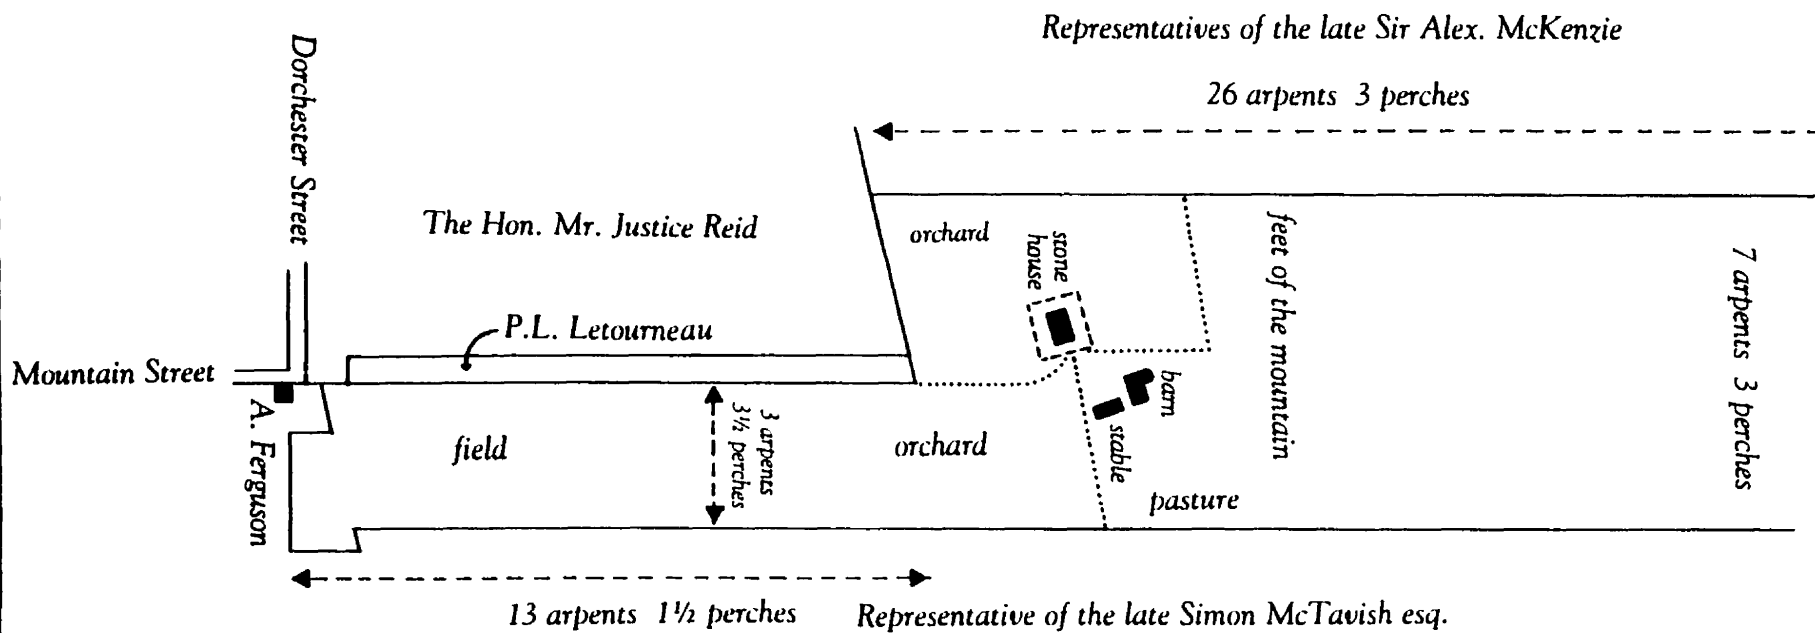 Representatives of the late Sir Alex. McKenzie
26 arpents 3 perches
Dorchester Street
The Hon. Mr. Justice Reid
orchard
stone
house
feet of the mountain
7 arpents 3 perches
P.L. Letourneau
Mountain Street
A. Ferguson
field
3 arpents
3½ perches
orchard
barn
stable
pasture
13 arpents 1½ perches
Representative of the late Simon McTavish esq.